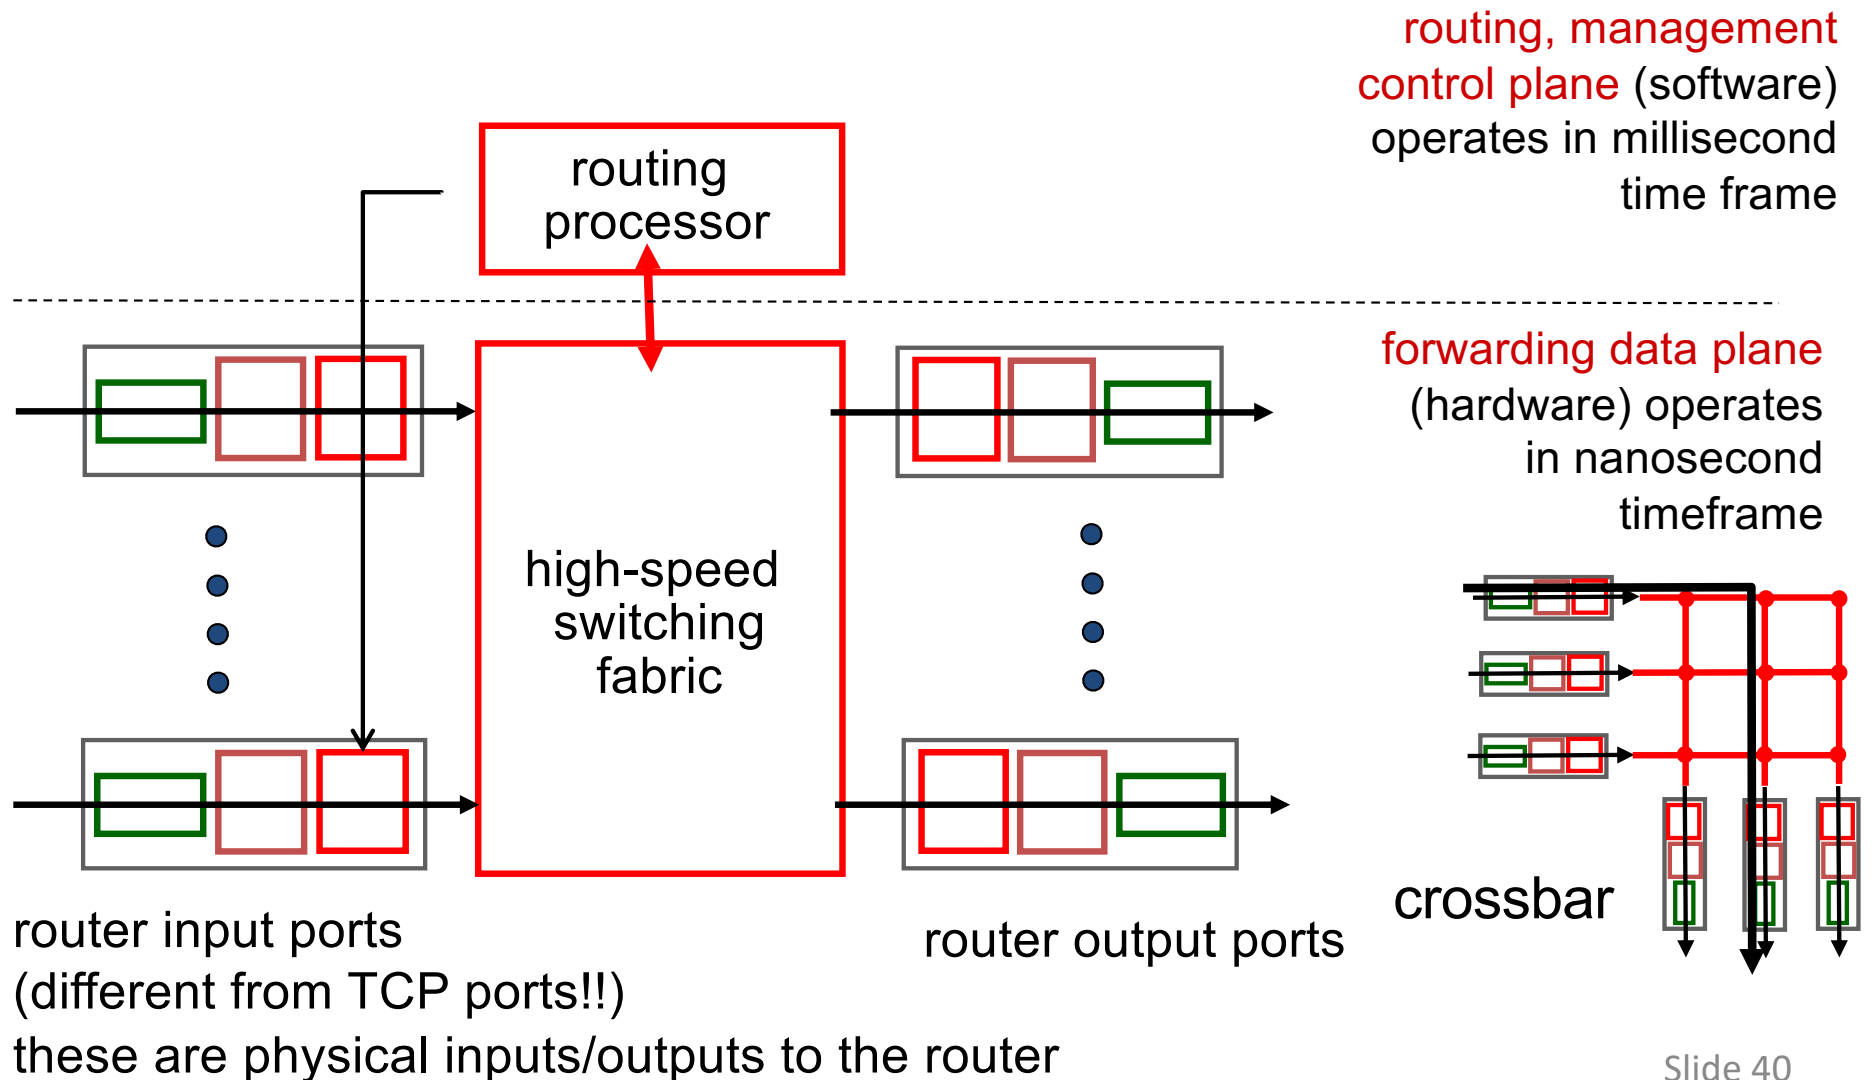 routing, management
control plane (software)
operates in millisecond
time frame
routing
processor
forwarding data plane
(hardware) operates
in nanosecond
timeframe
high-speed
switching
fabric
crossbar
router input ports
(different from TCP ports!!)
these are physical inputs/outputs to the router
router output ports
Slide 40